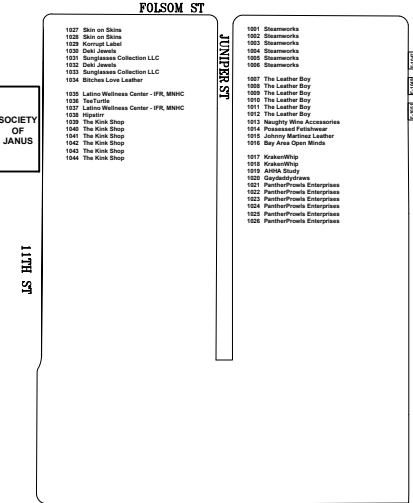 FOLSOM ST
1027 Skin on Skins
1028 Skin on Skins
1029 Korrupt Label
1030 Deki Jewels
1031 Sunglasses Collection LLC
1032 Deki Jewels
1033 Sunglasses Collection LLC
1034 Bitches Love Leather
1035 Latino Wellness Center - IFR, MNHC
1036 TeeTurtle
1037 Latino Wellness Center - IFR, MNHC
1038 Hipstirr
1039 The Kink Shop
1040 The Kink Shop
1041 The Kink Shop
1042 The Kink Shop
1043 The Kink Shop
1044 The Kink Shop
SOCIETY
OF
JANUS
11TH ST
JUNIPER ST
1001 Steamworks
1002 Steamworks
1003 Steamworks
1004 Steamworks
1005 Steamworks
1006 Steamworks
1007 The Leather Boy
1008 The Leather Boy
1009 The Leather Boy
1010 The Leather Boy
1011 The Leather Boy
1012 The Leather Boy
1013 Naughty Wine Accessories
1014 Possessed Fetishwear
1015 Johnny Martinez Leather
1016 Bay Area Open Minds
1017 KrakenWhip
1018 KrakenWhip
1019 AHHA Study
1020 Gaydaddydraws
1021 PantherProwls Enterprises
1022 PantherProwls Enterprises
1023 PantherProwls Enterprises
1024 PantherProwls Enterprises
1025 PantherProwls Enterprises
1026 PantherProwls Enterprises